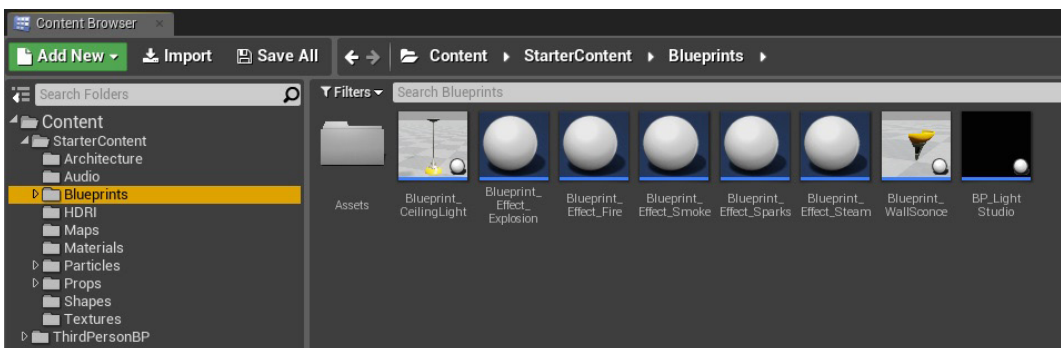 Content Browser
Add New
Import
Save All
Content
StarterContent
Blueprints
Search Folders
Filters
Search Blueprints
Content
StarterContent
Architecture
Audio
Blueprints
HDRI
Maps
Materials
Particles
Props
Shapes
Textures
ThirdPersonBP
Assets
Blueprint_
CeilingLight
Blueprint_
Effect_
Explosion
Blueprint_
Effect_Fire
Blueprint_
Effect_Smoke
Blueprint_
Effect_Sparks
Blueprint_
Effect_Steam
Blueprint_
WallSconce
BP_Light
Studio